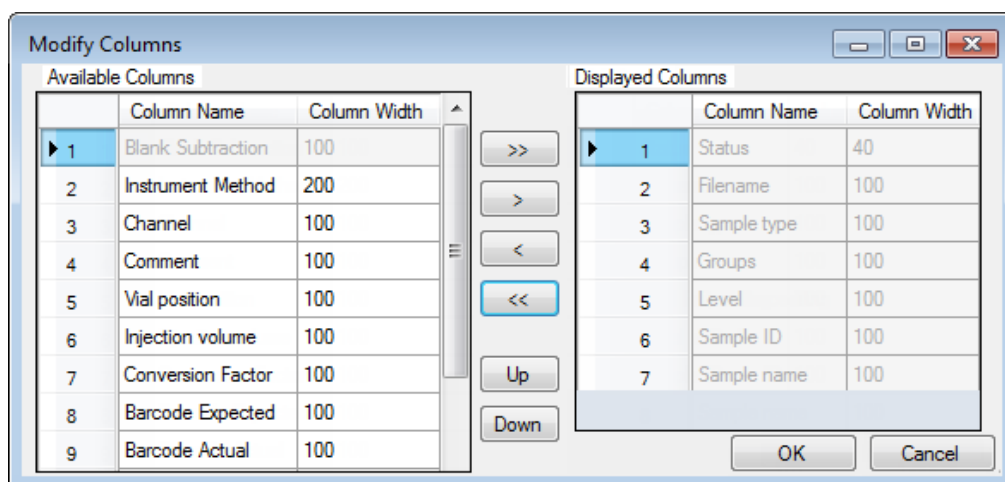 Modify Columns
Available Columns
Column Name Column Width
1 Blank Subtraction 100
2 Instrument Method 200
3 Channel 100
4 Comment 100
5 Vial position 100
6 Injection volume 100
7 Conversion Factor 100
8 Barcode Expected 100
9 Barcode Actual 100
>>
>
<
<<
Up
Down
Displayed Columns
Column Name Column Width
1 Status 40
2 Filename 100
3 Sample type 100
4 Groups 100
5 Level 100
6 Sample ID 100
7 Sample name 100
OK Cancel